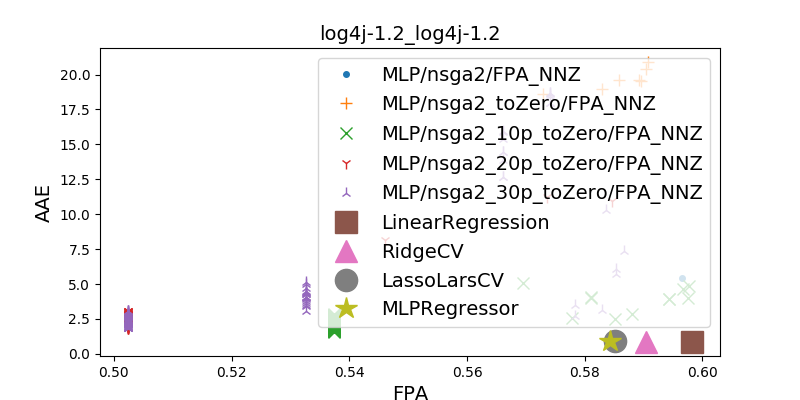 log4j-1.2_log4j-1.2
MLP/nsga2/FPA_NNZ
MLP/nsga2_toZero/FPA_NNZ
MLP/nsga2_10p_toZero/FPA_NNZ
MLP/nsga2_20p_toZero/FPA_NNZ
MLP/nsga2_30p_toZero/FPA_NNZ
LinearRegression
RidgeCV
LassoLarsCV
MLPRegressor
AAE
20.0
17.5
15.0
12.5
10.0
7.5
5.0
2.5
0.0
0.50 0.52 0.54 0.56 0.58 0.60
FPA